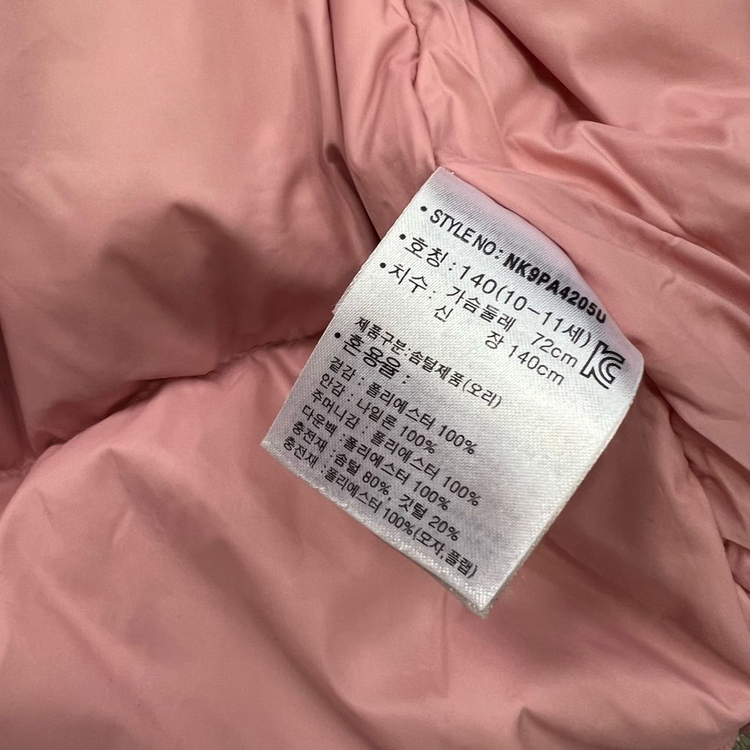 • STYLE NO: NK9PA4205U
• 호칭 : 140(10-11세)
• 치수 : 가슴둘레 72cm
신 장 140cm
KC
제품구분:솜털제품(오리)
• 혼용율 :
겉감 : 폴리에스터 100%
안감 : 나일론 100%
주머니감 : 폴리에스터 100%
다운백 :폴리에스터 100%
충전재 : 솜털 80%, 깃털 20%
충전재 :폴리에스터 100%(모자,플랩)